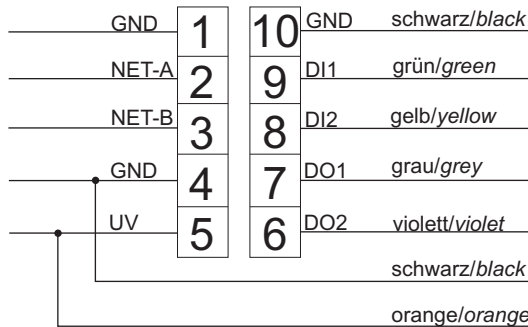 GND 1 10 GND schwarz/black
NET-A 2 9 DI1 grün/green
NET-B 3 8 DI2 gelb/yellow
GND 4 7 DO1 grau/grey
UV 5 6 DO2 violett/violet
schwarz/black
orange/orange